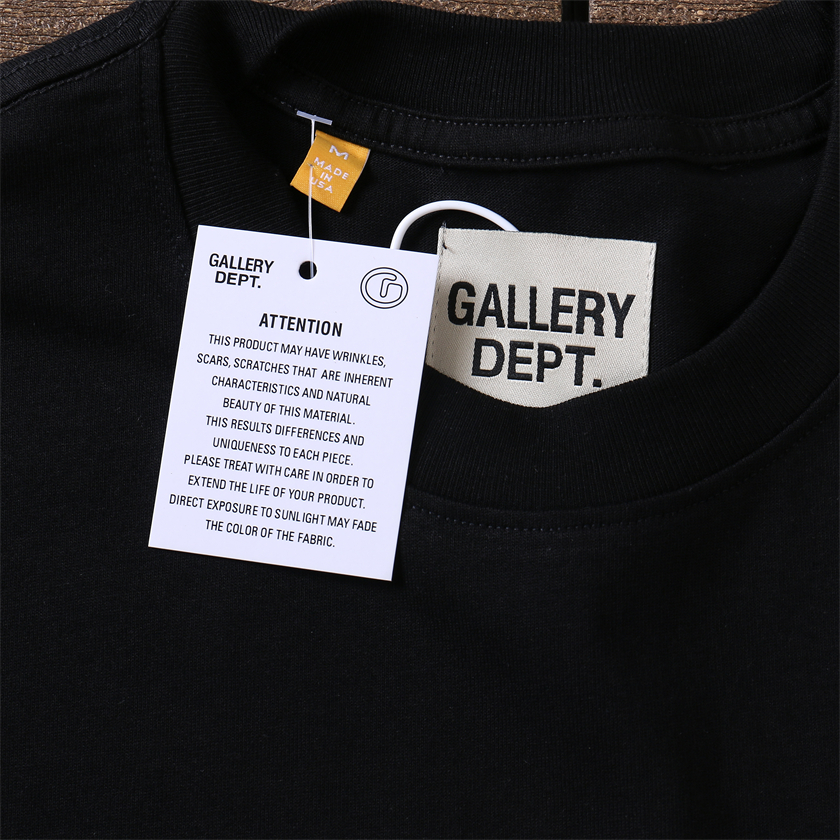 M
MADE
IN
USA
GALLERY
DEPT.
G
ATTENTION
THIS PRODUCT MAY HAVE WRINKLES,
SCARS, SCRATCHES THAT ARE INHERENT
CHARACTERISTICS AND NATURAL
BEAUTY OF THIS MATERIAL.
THIS RESULTS DIFFERENCES AND
UNIQUENESS TO EACH PIECE.
PLEASE TREAT WITH CARE IN ORDER TO
EXTEND THE LIFE OF YOUR PRODUCT.
DIRECT EXPOSURE TO SUNLIGHT MAY FADE
THE COLOR OF THE FABRIC.
GALLERY
DEPT.